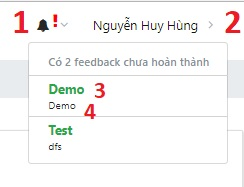 1 ! Nguyễn Huy Hùng 2
Có 2 feedback chưa hoàn thành
Demo 3
Demo 4
Test
dfs